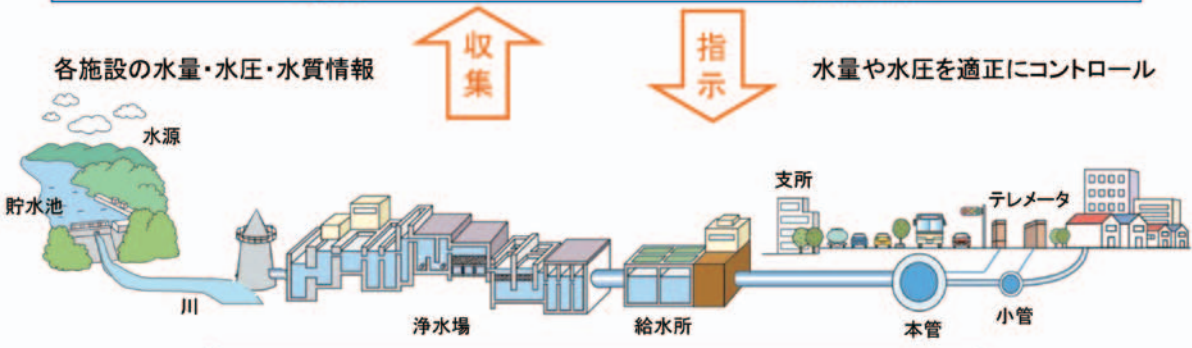 収集
指示
各施設の水量・水圧・水質情報
水量や水圧を適正にコントロール
水源
貯水池
川
浄水場
給水所
支所
テレメータ
本管
小管